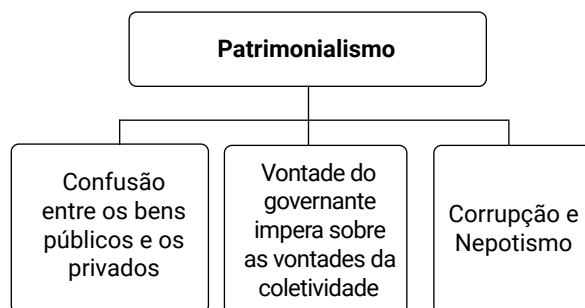 Patrimonialismo
Confusão
entre os bens
públicos e os
privados
Vontade do
governante
impera sobre
as vontades da
coletividade
Corrupção e
Nepotismo